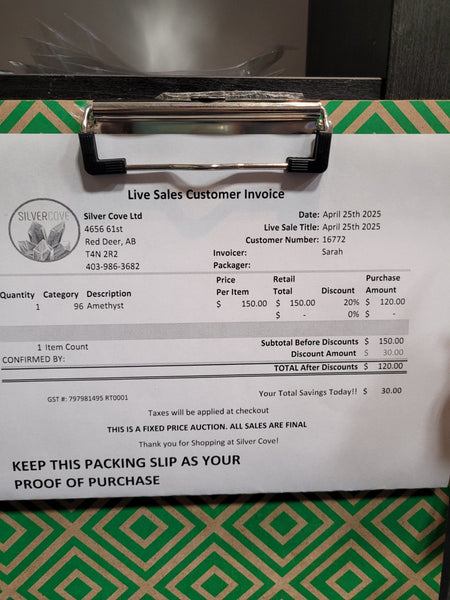 Live Sales Customer Invoice
SILVERCOVE
Silver Cove Ltd
4656 61st
Red Deer, AB
T4N 2R2
403-986-3682
Date: April 25th 2025
Live Sale Title: April 25th 2025
Customer Number: 16772
Invoicer: Sarah
Packager:
Quantity Category Description Price Per Item Retail Total Discount Purchase Amount
1 96 Amethyst $ 150.00 $ 150.00 20% $ 120.00
$ - 0% $ -
1 Item Count
CONFIRMED BY:
Subtotal Before Discounts $ 150.00
Discount Amount $ 30.00
TOTAL After Discounts $ 120.00
GST #: 797981495 RT0001
Your Total Savings Today!! $ 30.00
Taxes will be applied at checkout
THIS IS A FIXED PRICE AUCTION. ALL SALES ARE FINAL
Thank you for Shopping at Silver Cove!
KEEP THIS PACKING SLIP AS YOUR
PROOF OF PURCHASE